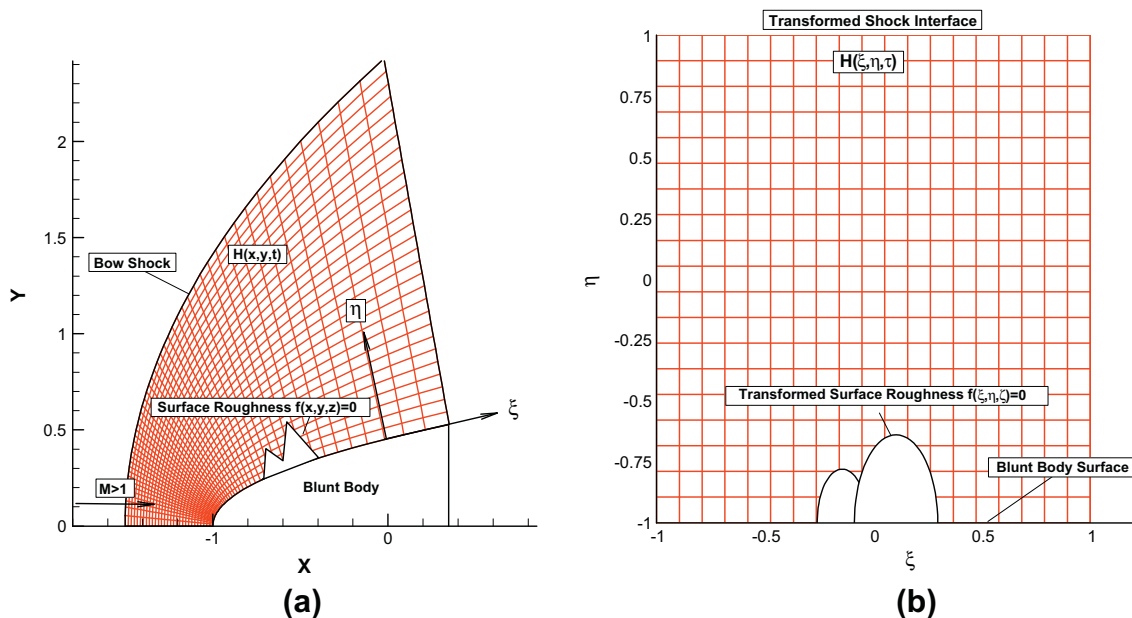 2
1.5
1
0.5
0
Y
-1
0
X
Bow Shock
H(x,y,t)
η
ξ
Surface Roughness f(x,y,z)=0
M>1
Blunt Body
(a)
Transformed Shock Interface
H(ξ,η,τ)
1
0.75
0.5
0.25
0
-0.25
-0.5
-0.75
-1
η
Transformed Surface Roughness f(ξ,η,ζ)=0
Blunt Body Surface
-1
-0.5
0
0.5
1
ξ
(b)